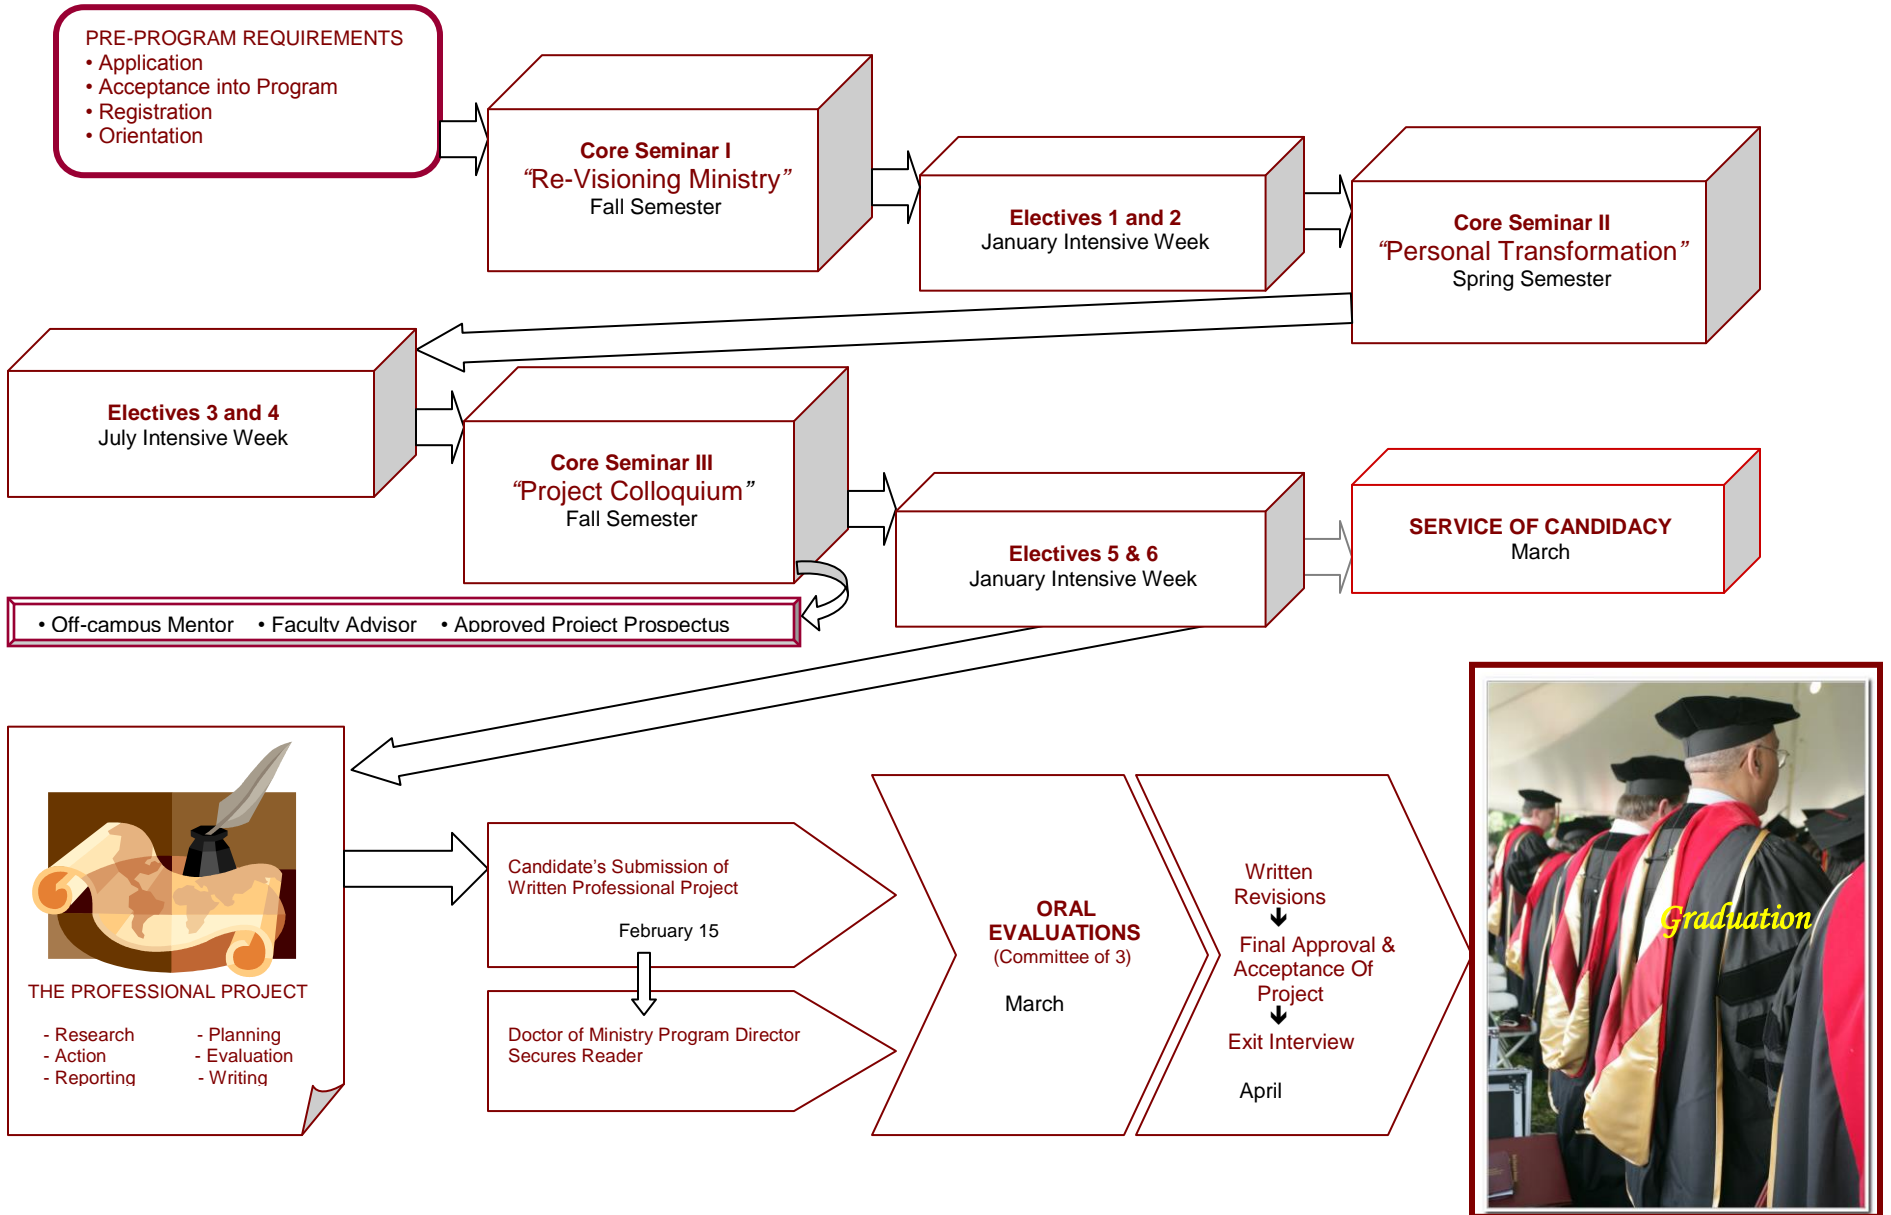 PRE-PROGRAM REQUIREMENTS
• Application
• Acceptance into Program
• Registration
• Orientation
Core Seminar I
“Re-Visioning Ministry”
Fall Semester
Electives 1 and 2
January Intensive Week
Core Seminar II
“Personal Transformation”
Spring Semester
Electives 3 and 4
July Intensive Week
Core Seminar III
“Project Colloquium”
Fall Semester
Electives 5 & 6
January Intensive Week
SERVICE OF CANDIDACY
March
• Off-campus Mentor • Faculty Advisor • Approved Project Prospectus
THE PROFESSIONAL PROJECT
- Research - Planning
- Action - Evaluation
- Reporting - Writing
Candidate’s Submission of
Written Professional Project
February 15
Doctor of Ministry Program Director
Secures Reader
ORAL
EVALUATIONS
(Committee of 3)
March
Written
Revisions
Final Approval &
Acceptance Of
Project
Exit Interview
April
Graduation